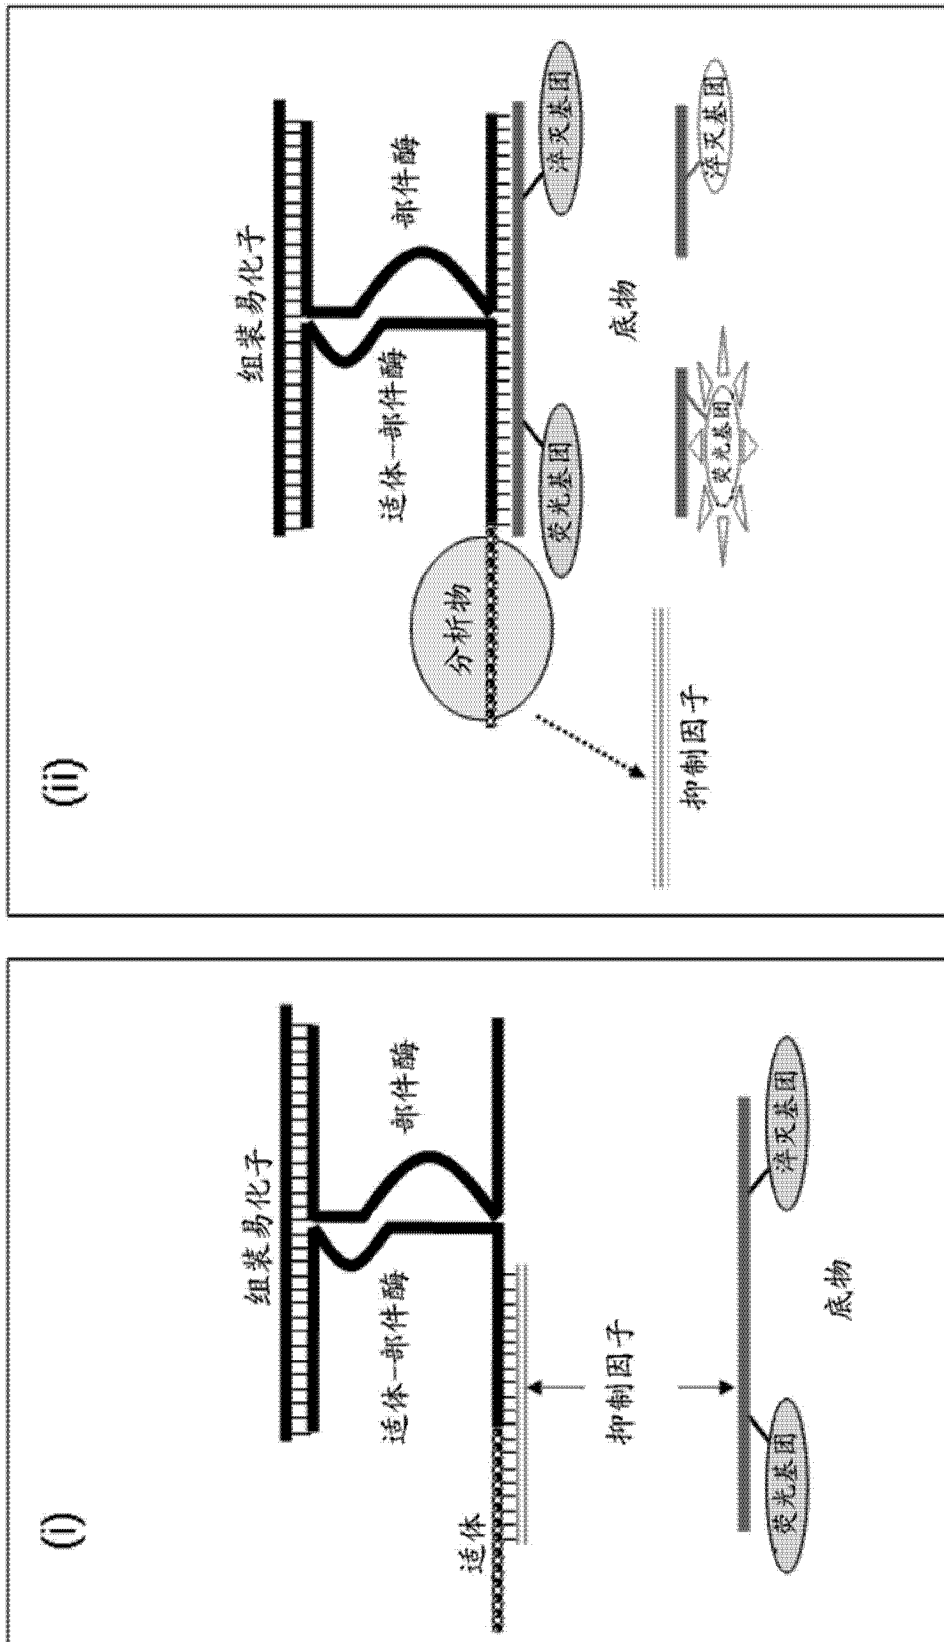 (i)
组装易化子
适体-部件酶
部件酶
适体
抑制因子
荧光基团
淬灭基团
底物
(ii)
组装易化子
适体-部件酶
部件酶
分析物
荧光基团
淬灭基团
底物
抑制因子
荧光基团
淬灭基团